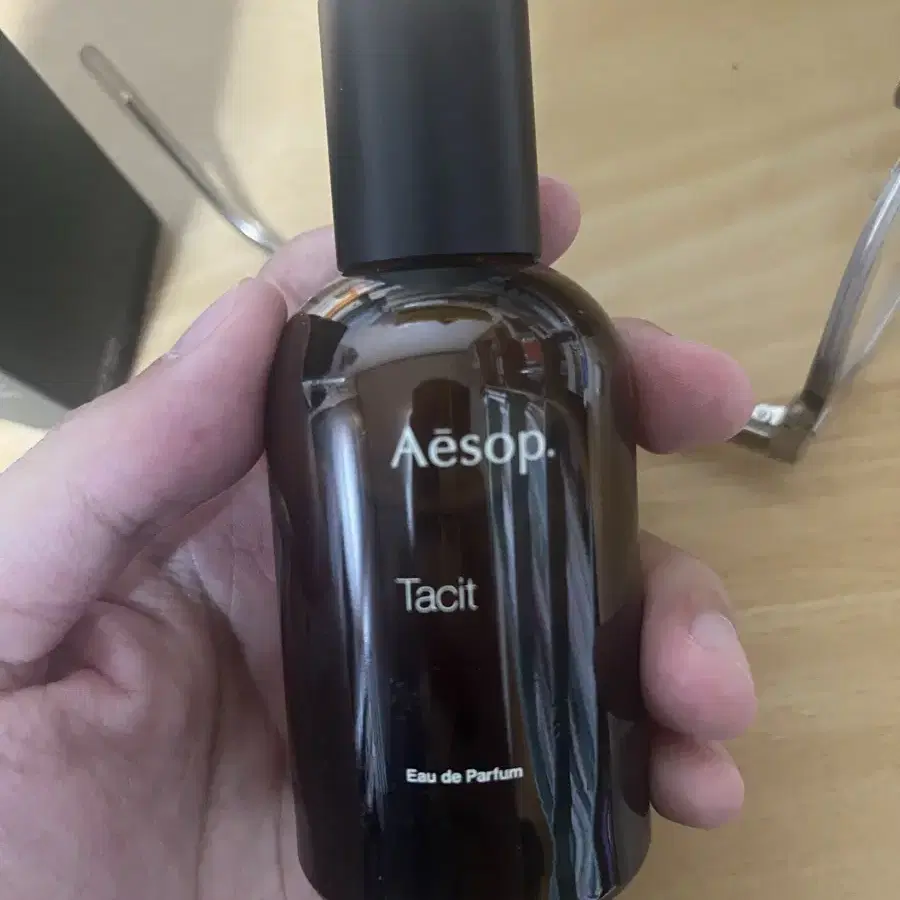 Aēsop.
Tacit
Eau de Parfum